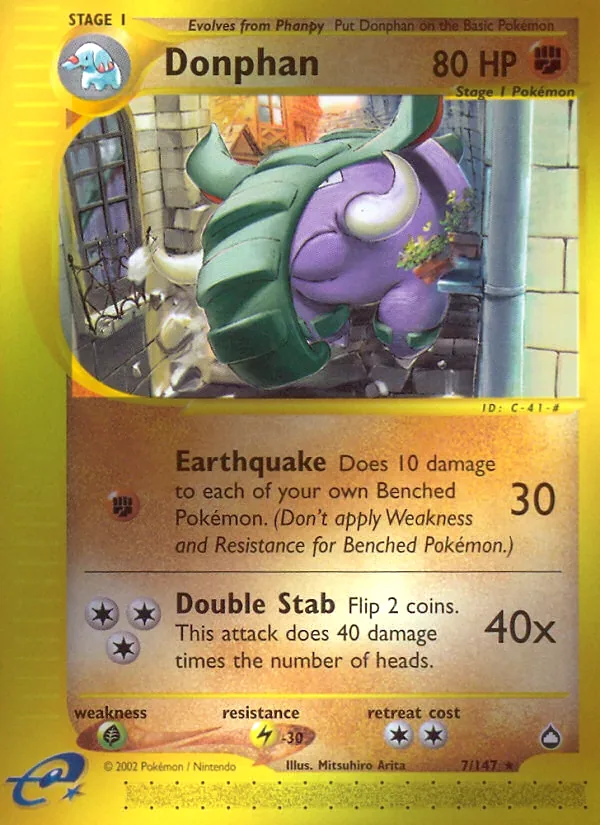 STAGE 1
Evolves from Phanpy Put Donphan on the Basic Pokémon
Donphan 80 HP
Stage 1 Pokémon
ID: C-41-#
Earthquake Does 10 damage
to each of your own Benched
Pokémon. (Don't apply Weakness
and Resistance for Benched Pokémon.)
30
Double Stab Flip 2 coins.
This attack does 40 damage
times the number of heads.
40x
weakness resistance retreat cost
-30
© 2002 Pokémon / Nintendo Illus. Mitsuhiro Arita 7/147 ★
e